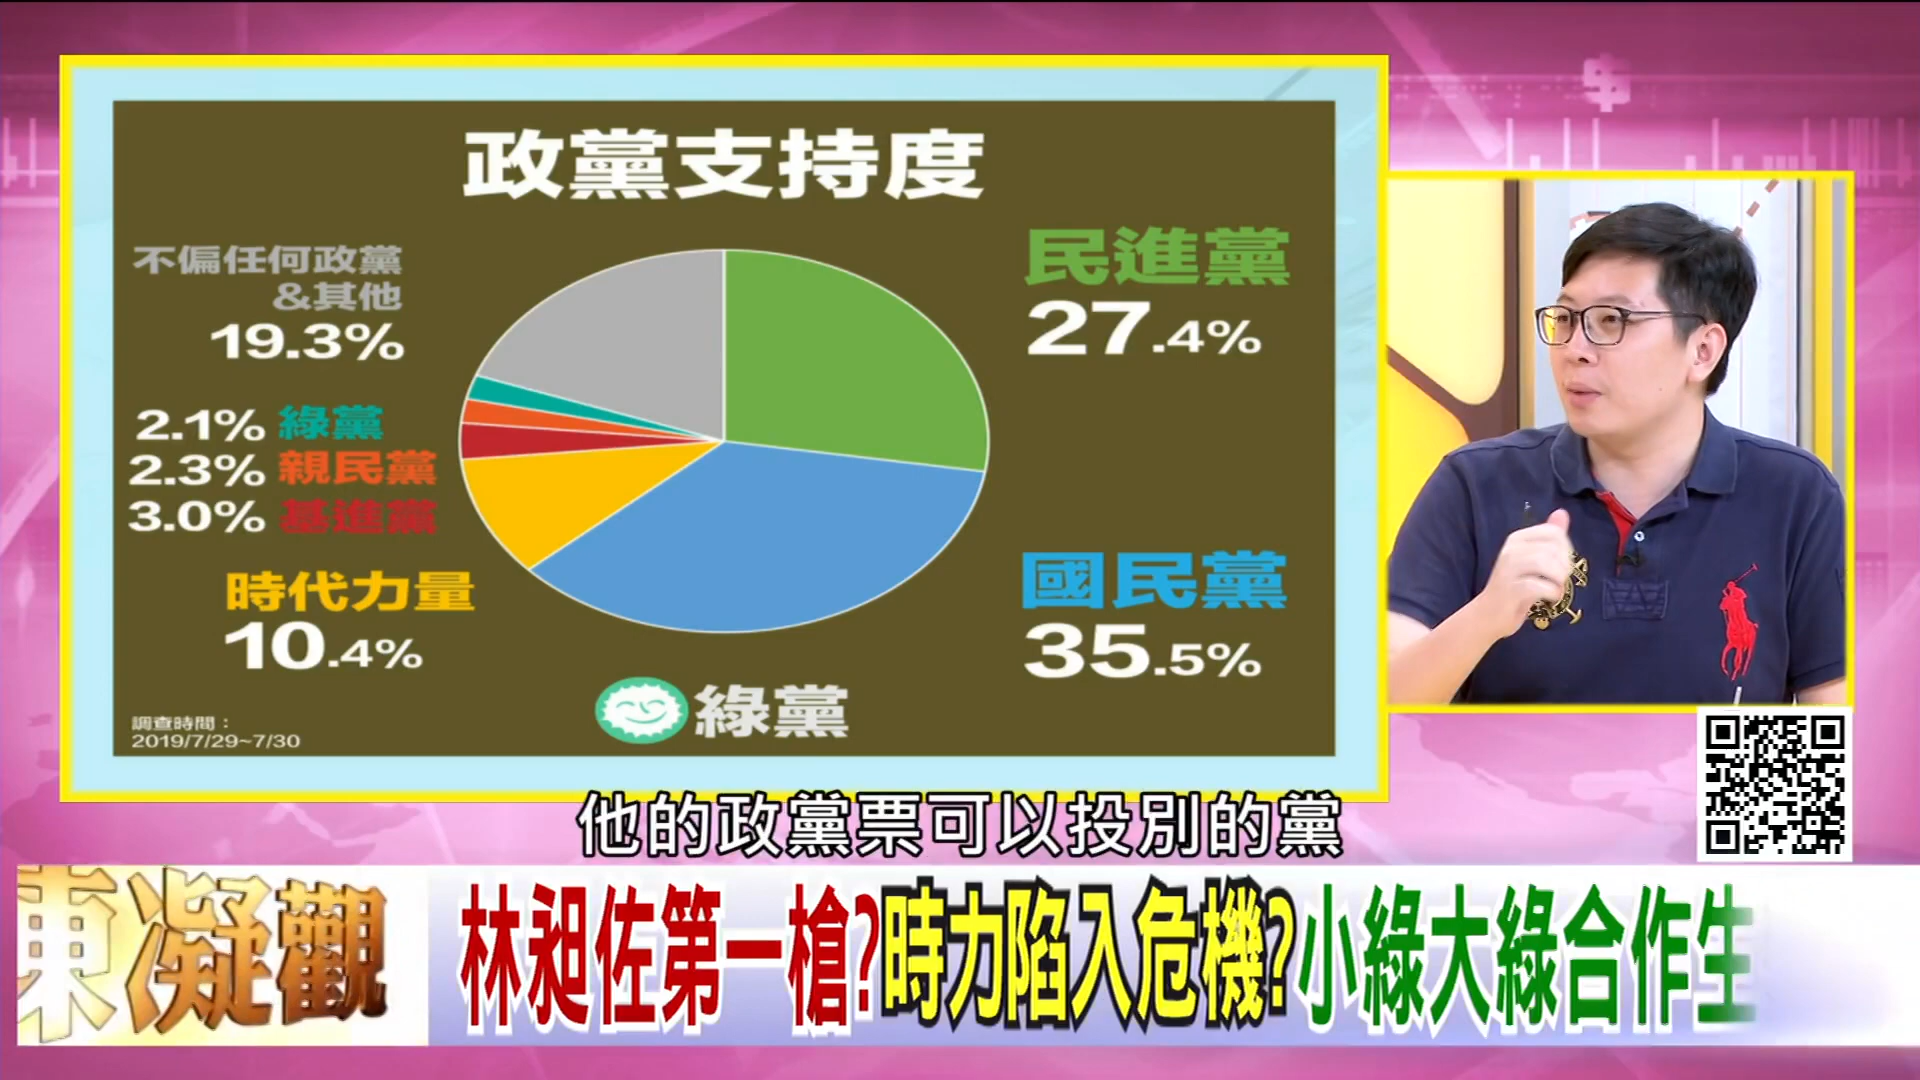 政黨支持度
不偏任何政黨
&其他
19.3%
2.1% 綠黨
2.3% 親民黨
3.0% 基進黨
時代力量
10.4%
民進黨
27.4%
國民黨
35.5%
綠黨
調查時間：
2019/7/29~7/30
他的政黨票可以投別的黨
東凝觀
林昶佐第一槍?時力陷入危機?小綠大綠合作生